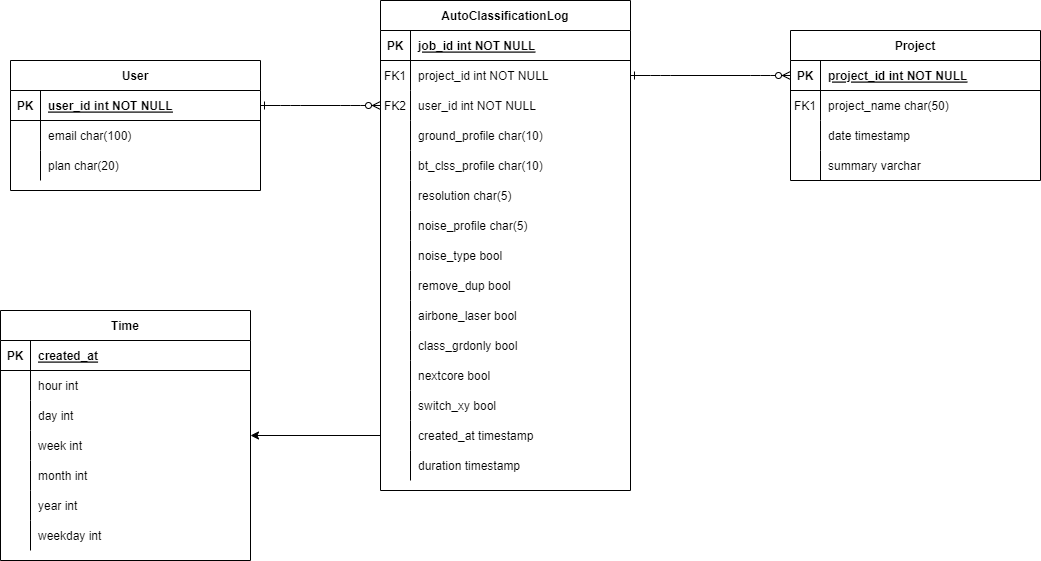 AutoClassificationLog
PK job_id int NOT NULL
FK1 project_id int NOT NULL
FK2 user_id int NOT NULL
ground_profile char(10)
bt_clss_profile char(10)
resolution char(5)
noise_profile char(5)
noise_type bool
remove_dup bool
airbone_laser bool
class_grdonly bool
nextcore bool
switch_xy bool
created_at timestamp
duration timestamp
Project
PK project_id int NOT NULL
FK1 project_name char(50)
date timestamp
summary varchar
User
PK user_id int NOT NULL
email char(100)
plan char(20)
Time
PK created_at
hour int
day int
week int
month int
year int
weekday int